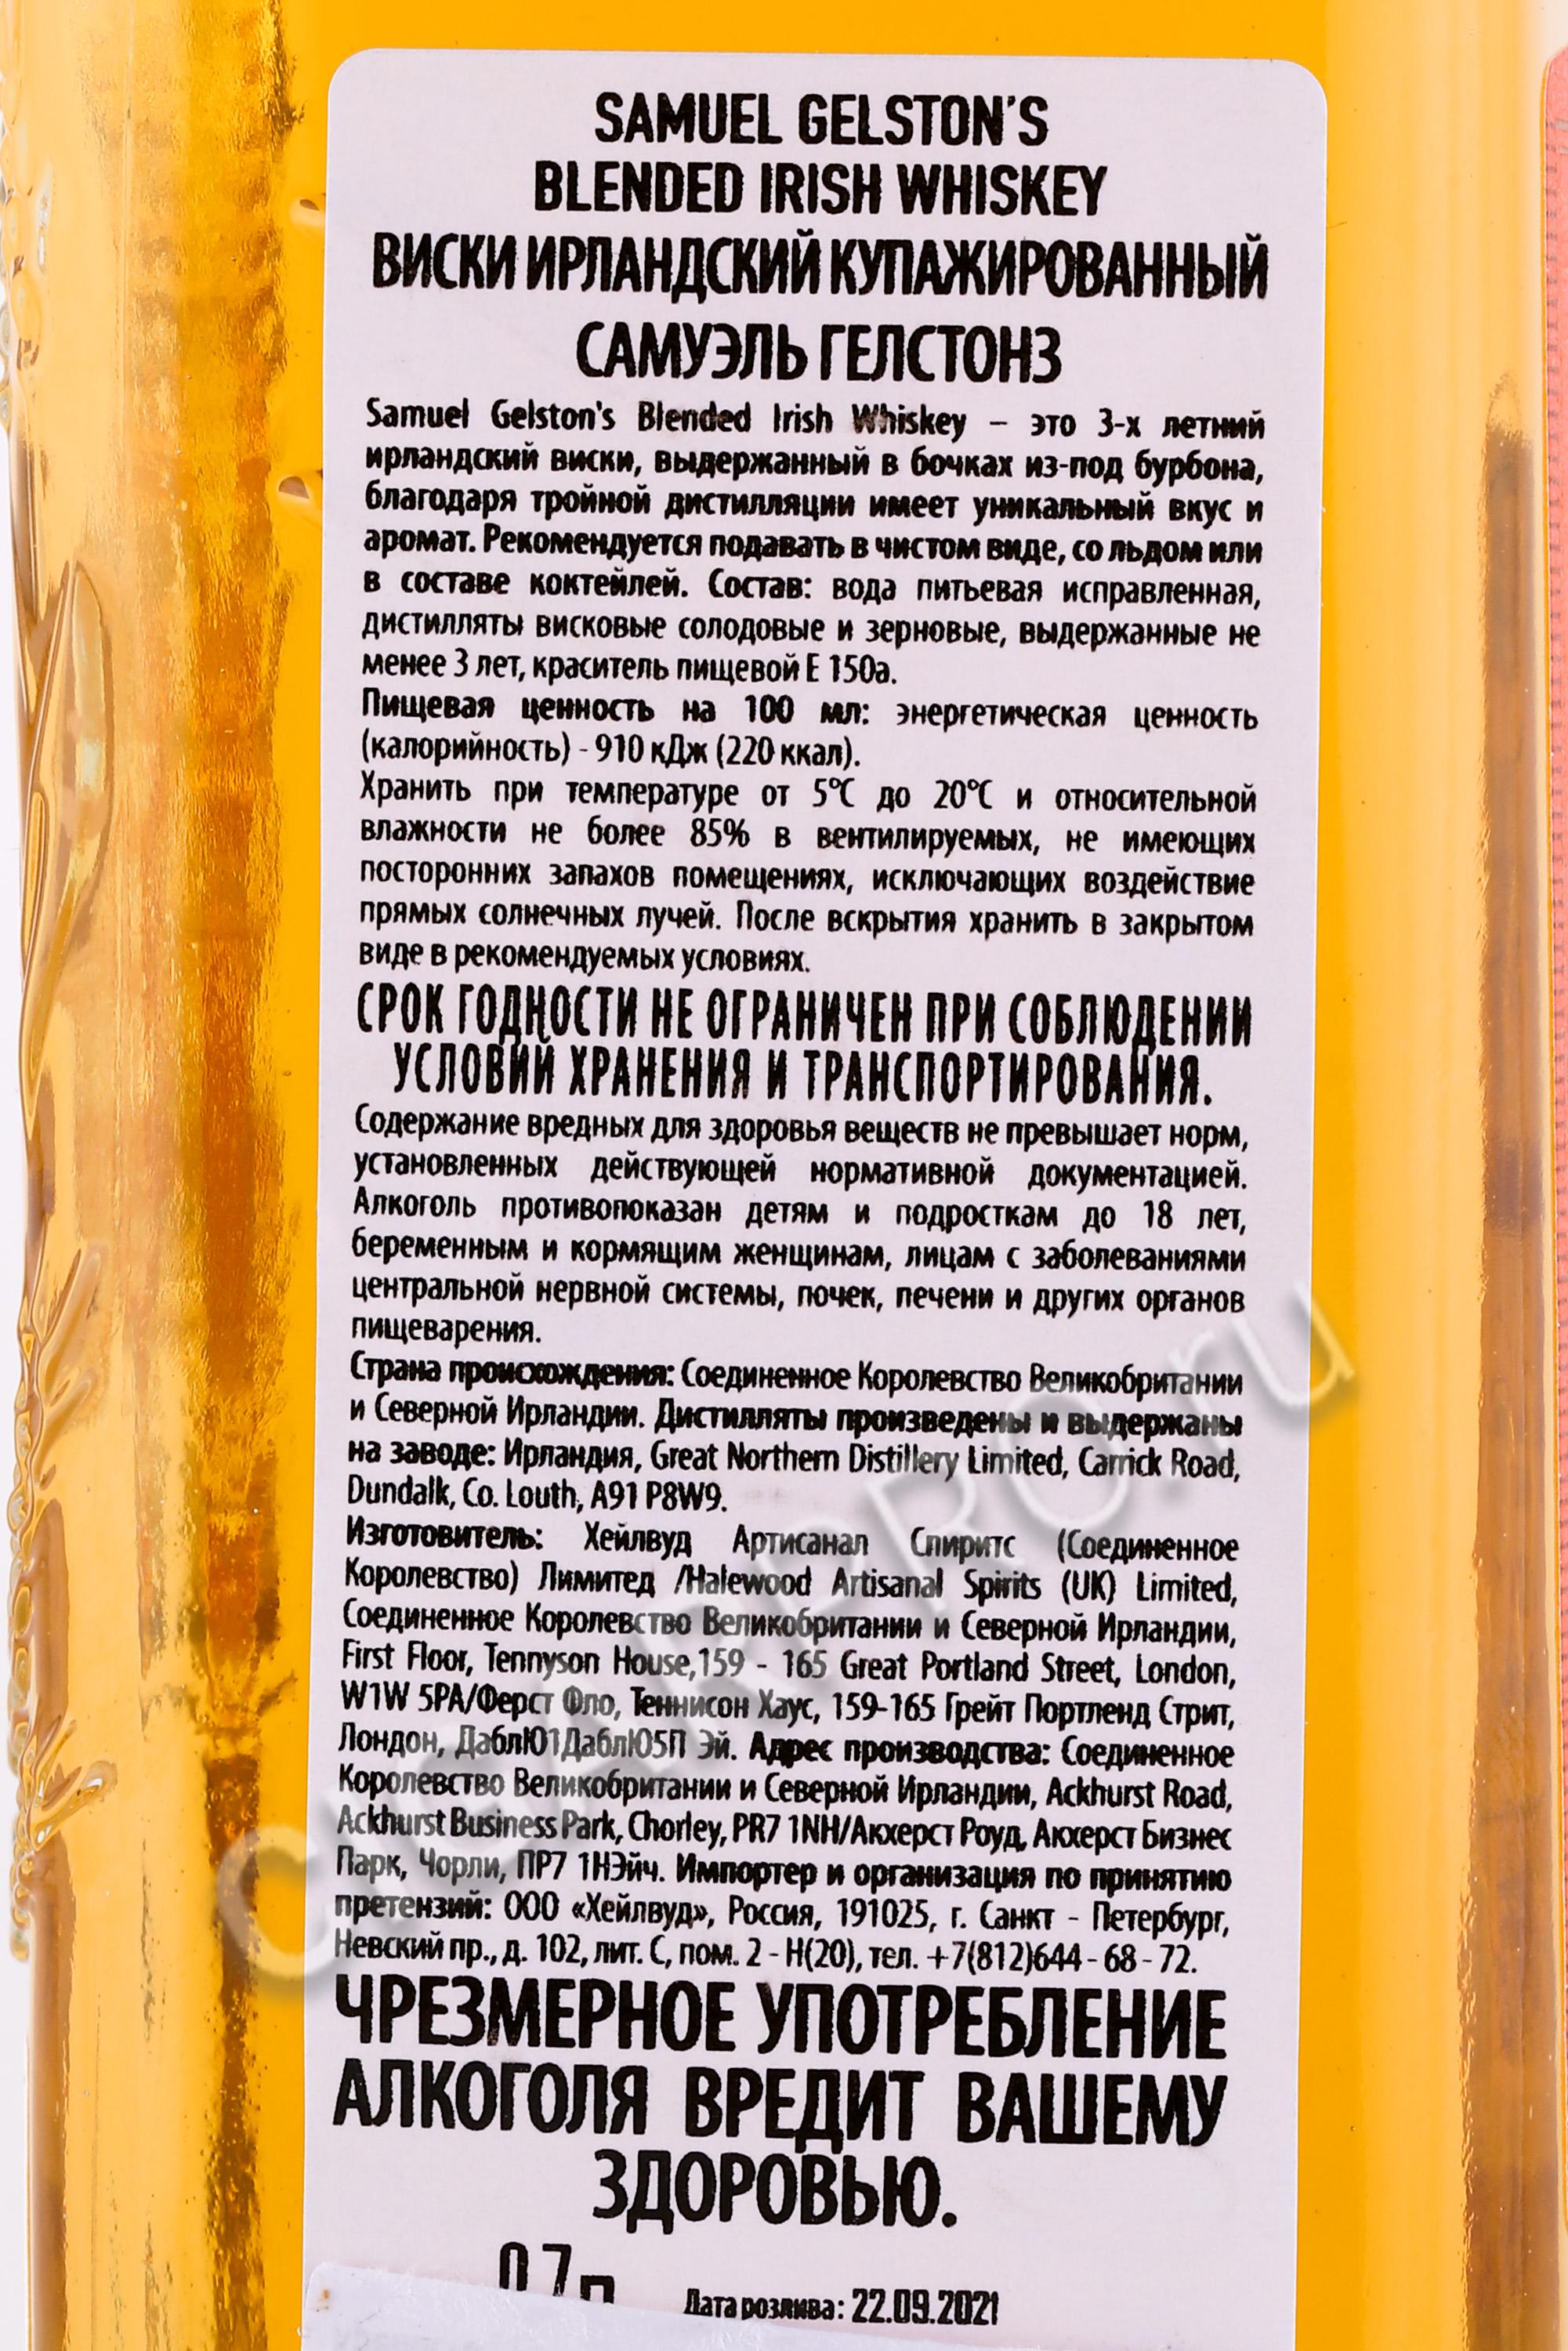 SAMUEL GELSTON'S
BLENDED IRISH WHISKEY
ВИСКИ ИРЛАНДСКИЙ КУПАЖИРОВАННЫЙ
САМУЭЛЬ ГЕЛСТОНЗ
Samuel Gelston's Blended Irish Whiskey – это 3-х летний
ирландский виски, выдержанный в бочках из-под бурбона,
благодаря тройной дистилляции имеет уникальный вкус и
аромат. Рекомендуется подавать в чистом виде, со льдом или
в составе коктейлей. Состав: вода питьевая исправленная,
дистилляты висковые солодовые и зерновые, выдержанные не
менее 3 лет, краситель пищевой Е 150а.
Пищевая ценность на 100 мл: энергетическая ценность
(калорийность) - 910 кДж (220 ккал).
Хранить при температуре от 5°C до 20°C и относительной
влажности не более 85% в вентилируемых, не имеющих
посторонних запахов помещениях, исключающих воздействие
прямых солнечных лучей. После вскрытия хранить в закрытом
виде в рекомендуемых условиях.
СРОК ГОДНОСТИ НЕ ОГРАНИЧЕН ПРИ СОБЛЮДЕНИИ
УСЛОВИЙ ХРАНЕНИЯ И ТРАНСПОРТИРОВАНИЯ.
Содержание вредных для здоровья веществ не превышает норм,
установленных действующей нормативной документацией.
Алкоголь противопоказан детям и подросткам до 18 лет,
беременным и кормящим женщинам, лицам с заболеваниями
центральной нервной системы, почек, печени и других органов
пищеварения.
Страна происхождения: Соединенное Королевство Великобритании
и Северной Ирландии. Дистилляты произведены и выдержаны
на заводе: Ирландия, Great Northern Distillery Limited, Carrick Road,
Dundalk, Co. Louth, A91 P8W9.
Изготовитель: Хейлвуд Артисанал Спиритс (Соединенное
Королевство) Лимитед /Halewood Artisanal Spirits (UK) Limited,
Соединенное Королевство Великобритании и Северной Ирландии,
First Floor, Tennyson House,159 - 165 Great Portland Street, London,
W1W 5PA/Ферст Фло, Теннисон Хаус, 159-165 Грейт Портленд Стрит,
Лондон, ДаблЮ1ДаблЮ5П Эй. Адрес производства: Соединенное
Королевство Великобритании и Северной Ирландии, Ackhurst Road,
Ackhurst Business Park, Chorley, PR7 1NH/Акхерст Роуд, Акхерст Бизнес
Парк, Чорли, ПР7 1НЭйч. Импортер и организация по принятию
претензий: ООО «Хейлвуд», Россия, 191025, г. Санкт - Петербург,
Невский пр., д. 102, лит. С, пом. 2 - Н(20), тел. +7(812)644 - 68 - 72.
ЧРЕЗМЕРНОЕ УПОТРЕБЛЕНИЕ
АЛКОГОЛЯ ВРЕДИТ ВАШЕМУ
ЗДОРОВЬЮ.
0,7л Дата розлива: 22.09.2021